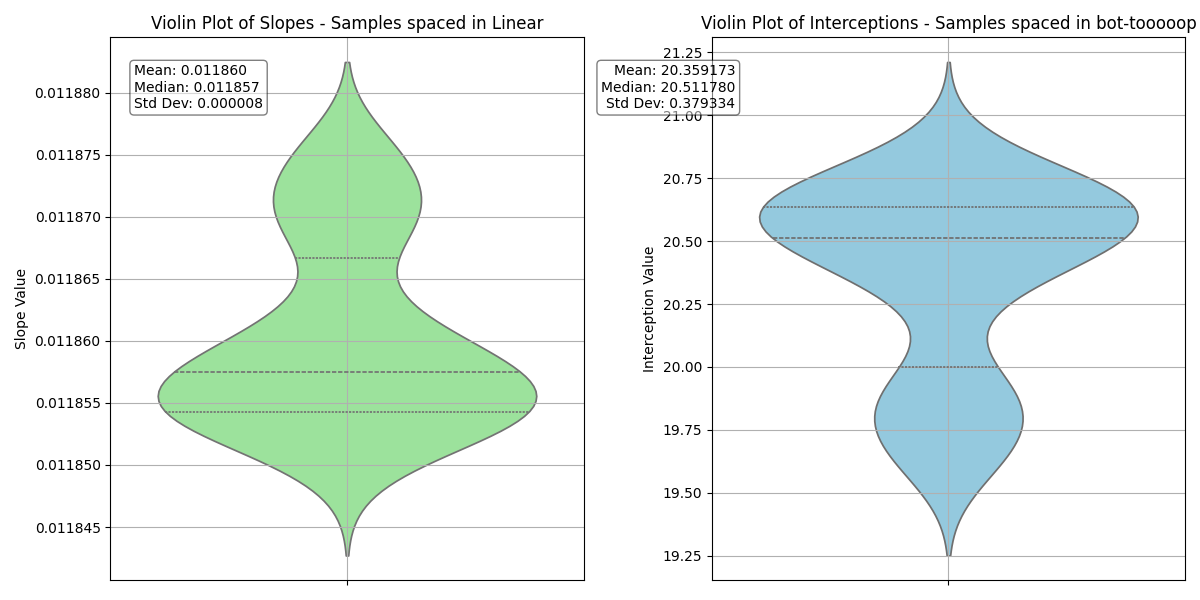 Violin Plot of Slopes - Samples spaced in Linear
Mean: 0.011860
Median: 0.011857
Std Dev: 0.000008
0.011880
0.011875
0.011870
0.011865
0.011860
0.011855
0.011850
0.011845
Slope Value
Violin Plot of Interceptions - Samples spaced in bot-tooooop
Mean: 20.359173
Median: 20.511780
Std Dev: 0.379334
21.25
21.00
20.75
20.50
20.25
20.00
19.75
19.50
19.25
Interception Value